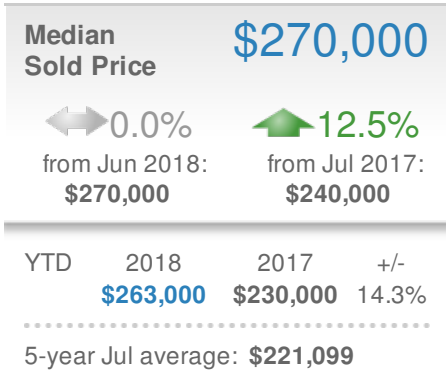 Median
Sold Price
$270,000
0.0%
from Jun 2018:
$270,000
12.5%
from Jul 2017:
$240,000
YTD 2018 2017 +/-
$263,000 $230,000 14.3%
5-year Jul average: $221,099